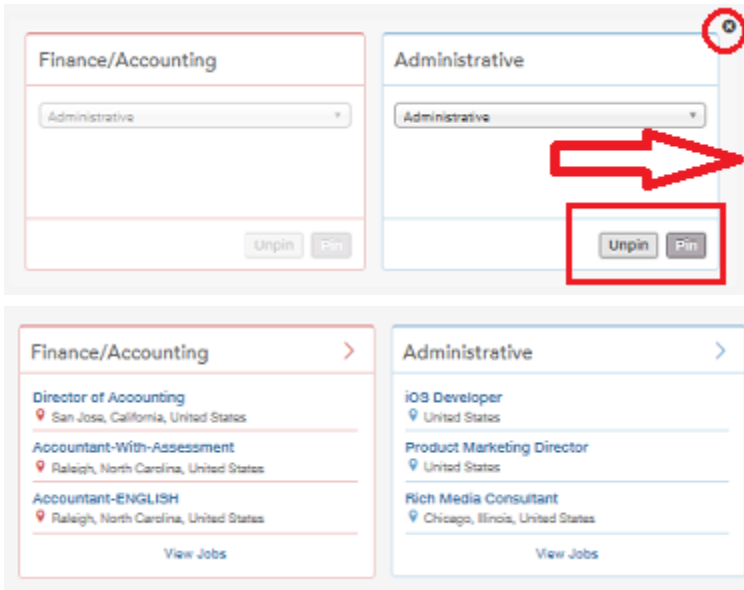 Finance/Accounting
Administrative
Administrative
Administrative
Unpin Pin
Unpin Pin
Finance/Accounting
Administrative
Director of Accounting
San Jose, California, United States
Accountant-With-Assessment
Raleigh, North Carolina, United States
Accountant-ENGLISH
Raleigh, North Carolina, United States
View Jobs
iOS Developer
United States
Product Marketing Director
United States
Rich Media Consultant
Chicago, Illinois, United States
View Jobs